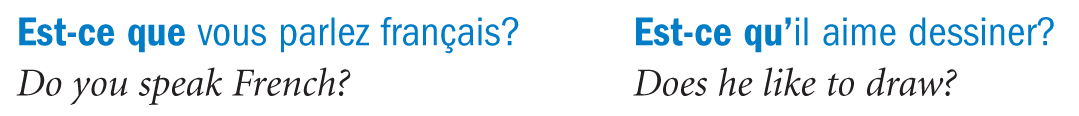 Est-ce que vous parlez français?
Do you speak French?
Est-ce qu’il aime dessiner?
Does he like to draw?